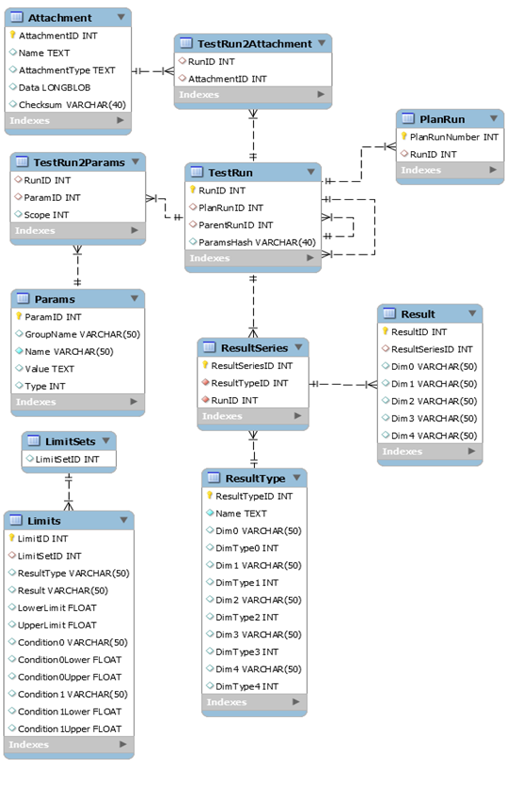 Attachment
AttachmentID INT
Name TEXT
AttachmentType TEXT
Data LONGBLOB
Checksum VARCHAR(40)
Indexes
TestRun2Attachment
RunID INT
AttachmentID INT
Indexes
PlanRun
PlanRunNumber INT
RunID INT
Indexes
TestRun2Params
RunID INT
ParamID INT
Scope INT
Indexes
TestRun
RunID INT
PlanRunID INT
ParentRunID INT
ParamsHash VARCHAR(40)
Indexes
Params
ParamID INT
GroupName VARCHAR(50)
Name VARCHAR(50)
Value TEXT
Type INT
Indexes
ResultSeries
ResultSeriesID INT
ResultTypeID INT
RunID INT
Indexes
Result
ResultID INT
ResultSeriesID INT
Dim0 VARCHAR(50)
Dim1 VARCHAR(50)
Dim2 VARCHAR(50)
Dim3 VARCHAR(50)
Dim4 VARCHAR(50)
Indexes
LimitSets
LimitSetID INT
Limits
LimitID INT
LimitSetID INT
ResultType VARCHAR(50)
Result VARCHAR(50)
LowerLimit FLOAT
UpperLimit FLOAT
Condition0 VARCHAR(50)
Condition0Lower FLOAT
Condition0Upper FLOAT
Condition1 VARCHAR(50)
Condition1Lower FLOAT
Condition1Upper FLOAT
Indexes
ResultType
ResultTypeID INT
Name TEXT
Dim0 VARCHAR(50)
DimType0 INT
Dim1 VARCHAR(50)
DimType1 INT
Dim2 VARCHAR(50)
DimType2 INT
Dim3 VARCHAR(50)
DimType3 INT
Dim4 VARCHAR(50)
DimType4 INT
Indexes